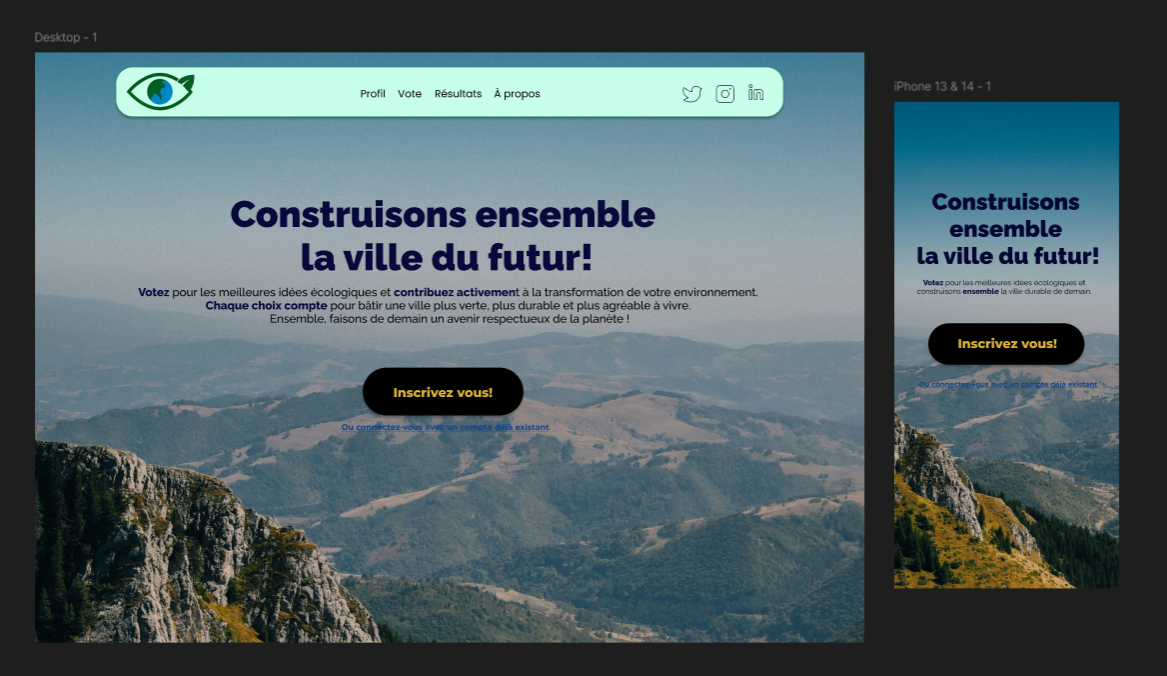 Desktop - 1
Profil Vote Résultats À propos
Construisons ensemble
la ville du futur!
Votez pour les meilleures idées écologiques et contribuez activement à la transformation de votre environnement.
Chaque choix compte pour bâtir une ville plus verte, plus durable et plus agréable à vivre.
Ensemble, faisons de demain un avenir respectueux de la planète !
Inscrivez vous!
Ou connectez-vous avec un compte déjà existant
iPhone 13 & 14 - 1
Construisons
ensemble
la ville du futur!
Votez pour les meilleures idées écologiques et
construisons ensemble la ville durable de demain.
Inscrivez vous!
Ou connectez-vous avec un compte déjà existant